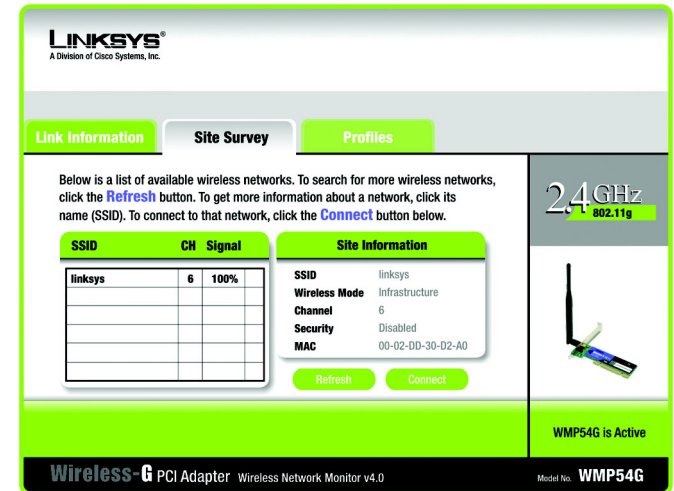 LINKSYS®
A Division of Cisco Systems, Inc.
Link Information
Site Survey
Profiles
Below is a list of available wireless networks. To search for more wireless networks,
click the Refresh button. To get more information about a network, click its
name (SSID). To connect to that network, click the Connect button below.
2.4GHz
802.11g
SSID CH Signal
linksys 6 100%
Site Information
SSID linksys
Wireless Mode Infrastructure
Channel 6
Security Disabled
MAC 00-02-DD-30-D2-A0
Refresh
Connect
WMP54G is Active
Wireless-G PCI Adapter Wireless Network Monitor v4.0
Model No. WMP54G